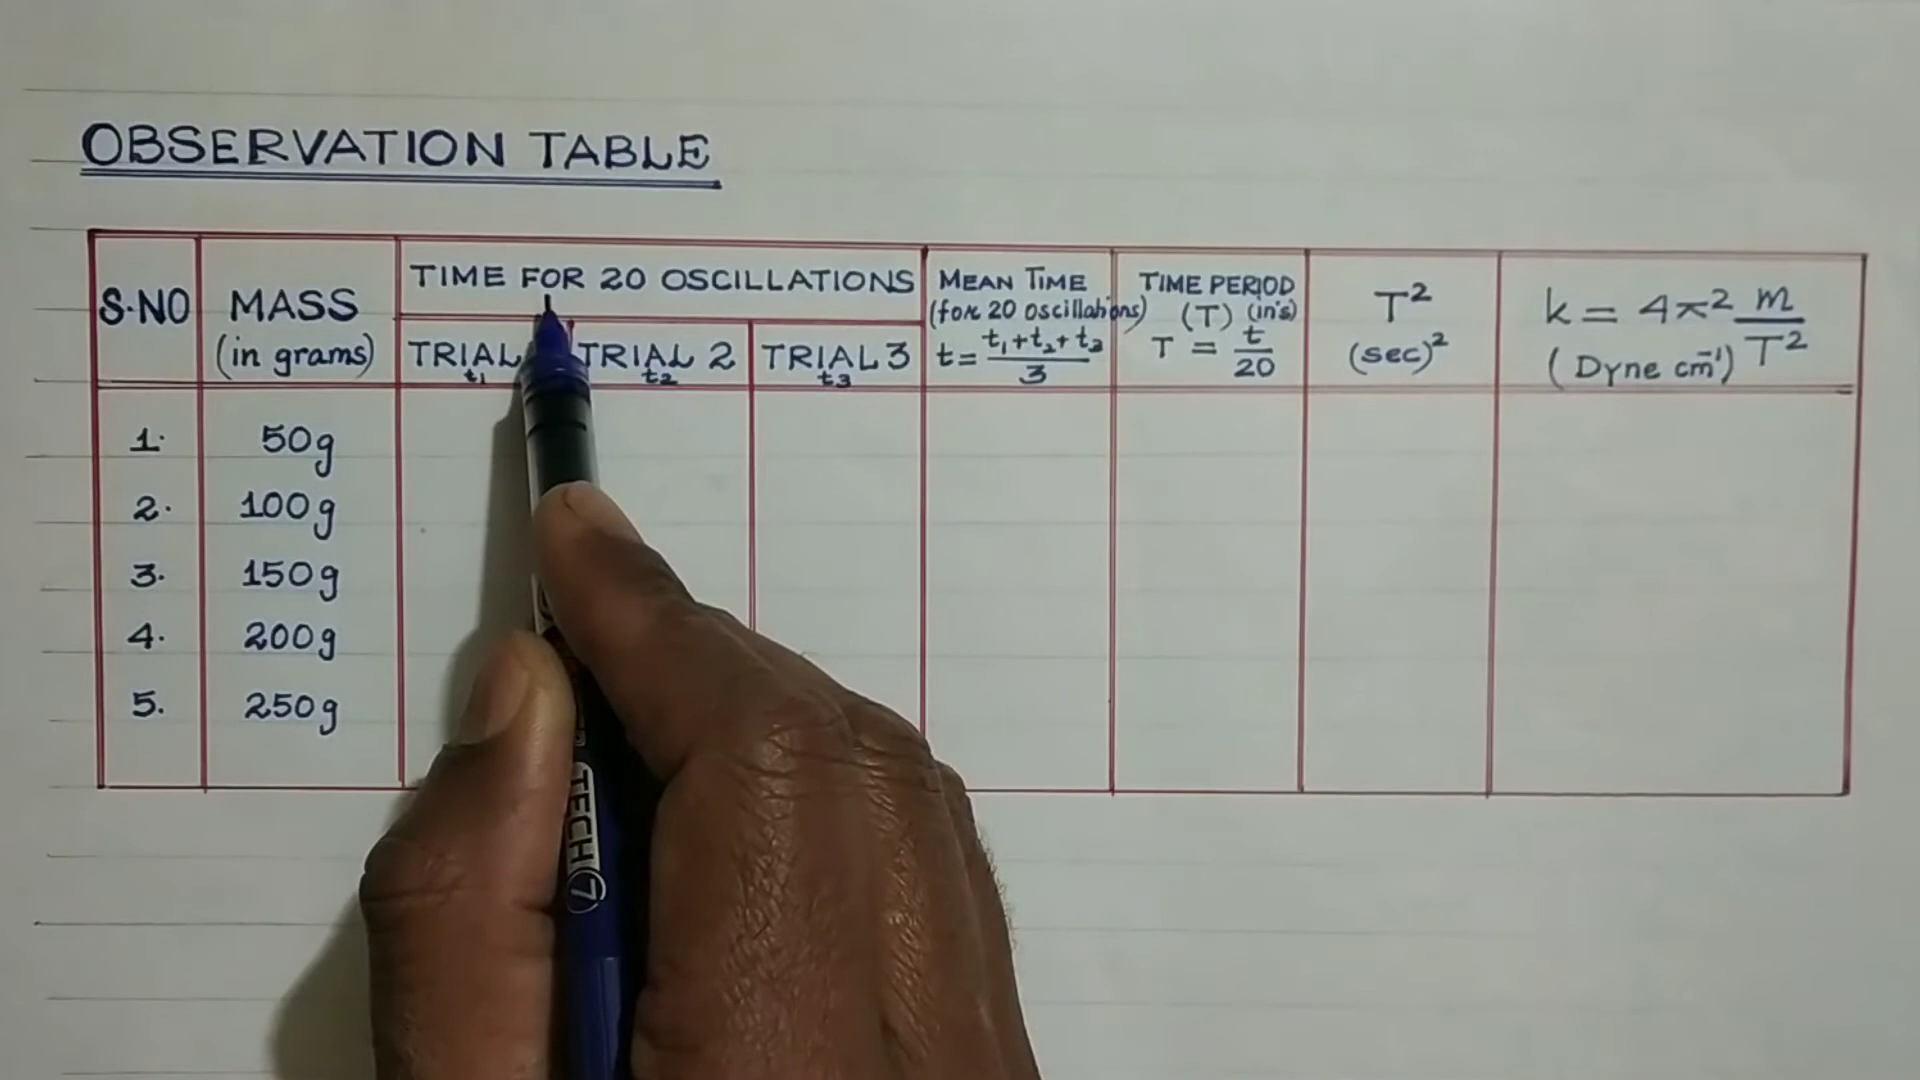 OBSERVATION TABLE
S.NO
MASS
(in grams)
TIME FOR 20 OSCILLATIONS
TRIAL
t₁
TRIAL 2
t₂
TRIAL 3
t₃
MEAN TIME
(for 20 oscillations)
t = t₁+t₂+t₃/3
TIME PERIOD
(T) (in s)
T = t/20
T²
(sec)²
k = 4π² m/T²
(Dyne cm⁻¹)
1. 50g
2. 100g
3. 150g
4. 200g
5. 250g
TECH 7